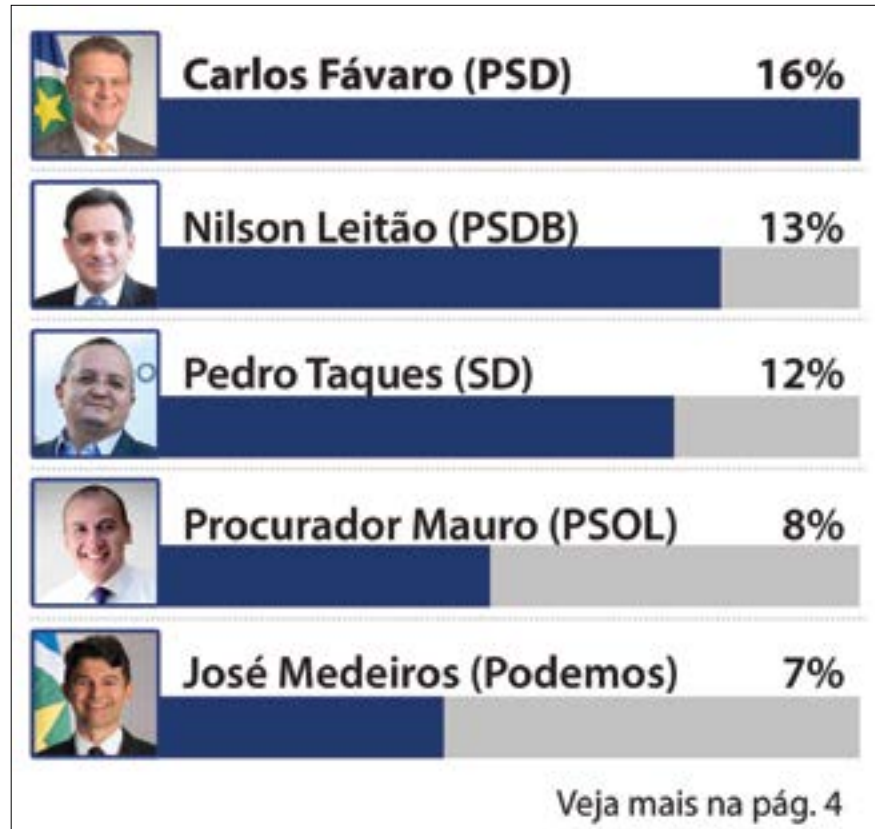 Carlos Fávaro (PSD) 16%
Nilson Leitão (PSDB) 13%
Pedro Taques (SD) 12%
Procurador Mauro (PSOL) 8%
José Medeiros (Podemos) 7%
Veja mais na pág. 4